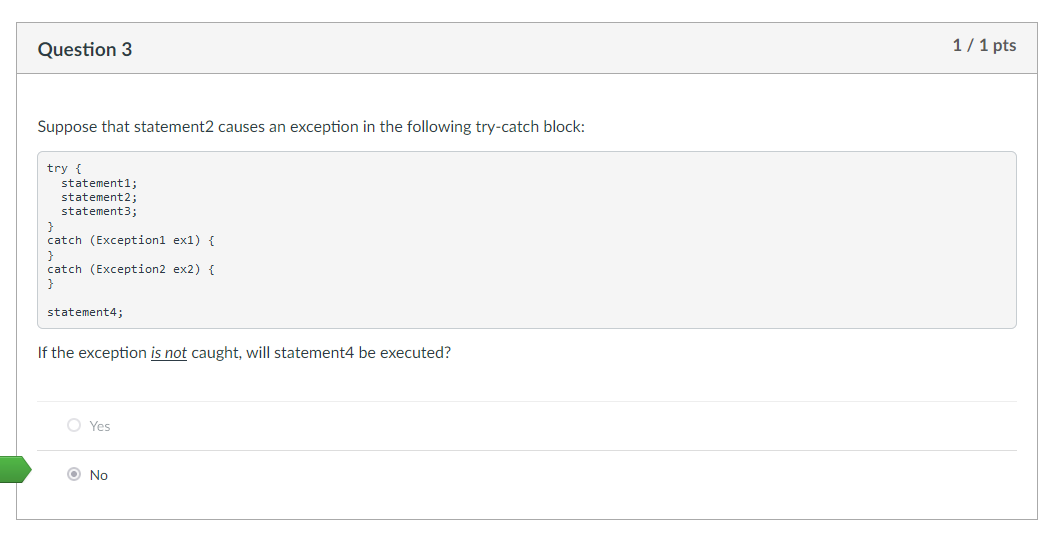 Question 3
1 / 1 pts
Suppose that statement2 causes an exception in the following try-catch block:
try {
  statement1;
  statement2;
  statement3;
}
catch (Exception1 ex1) {
}
catch (Exception2 ex2) {
}
statement4;
If the exception is not caught, will statement4 be executed?
Yes
No